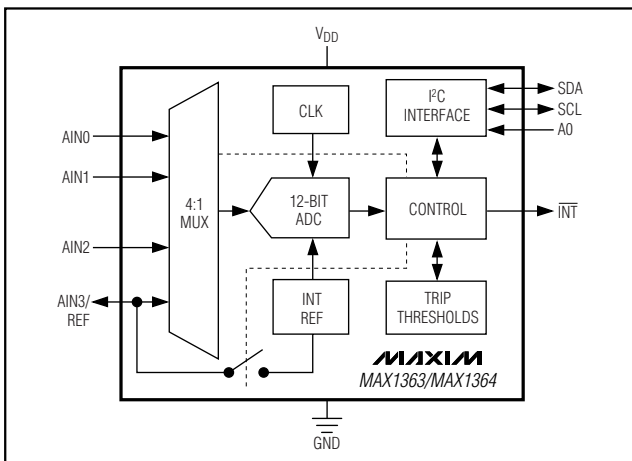 VDD
AIN0
AIN1
AIN2
AIN3/
REF
4:1
MUX
CLK
12-BIT
ADC
INT
REF
I²C
INTERFACE
CONTROL
TRIP
THRESHOLDS
SDA
SCL
A0
INT
MAXIM
MAX1363/MAX1364
GND